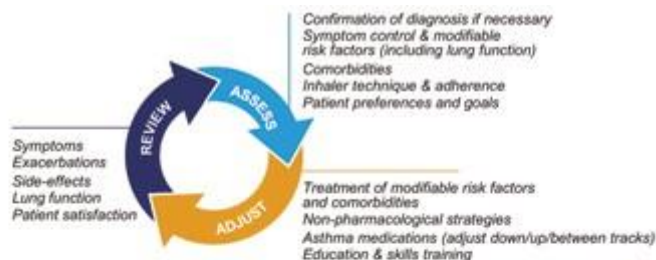 Confirmation of diagnosis if necessary
Symptom control & modifiable
risk factors (including lung function)
Comorbidities
Inhaler technique & adherence
Patient preferences and goals
ASSESS
REVIEW
Symptoms
Exacerbations
Side-effects
Lung function
Patient satisfaction
ADJUST
Treatment of modifiable risk factors
and comorbidities
Non-pharmacological strategies
Asthma medications (adjust down/up/between tracks)
Education & skills training